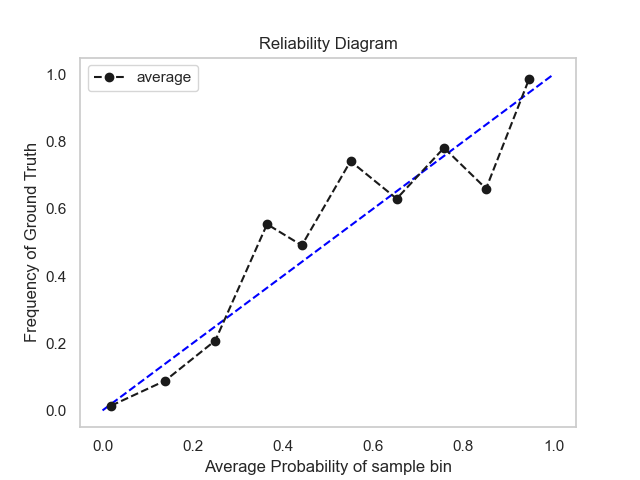 Reliability Diagram
average
1.0
0.8
0.6
0.4
0.2
0.0
Frequency of Ground Truth
0.0 0.2 0.4 0.6 0.8 1.0
Average Probability of sample bin